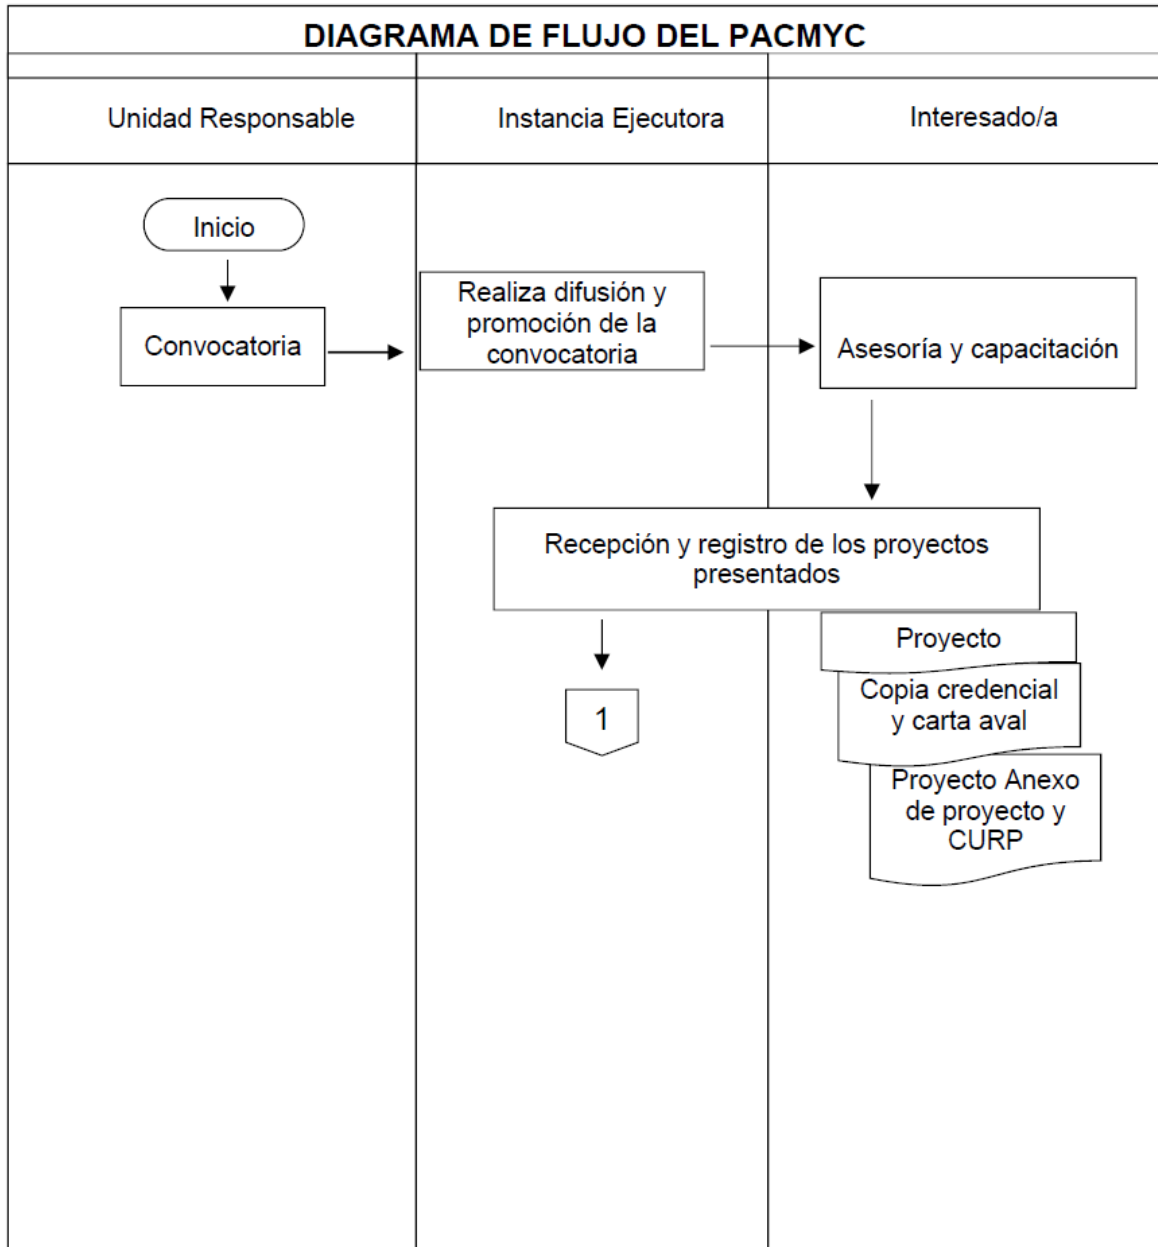 DIAGRAMA DE FLUJO DEL PACMYC
Unidad Responsable
Instancia Ejecutora
Interesado/a
Inicio
Convocatoria
Realiza difusión y
promoción de la
convocatoria
Asesoría y capacitación
Recepción y registro de los proyectos
presentados
1
Proyecto
Copia credencial
y carta aval
Proyecto Anexo
de proyecto y
CURP